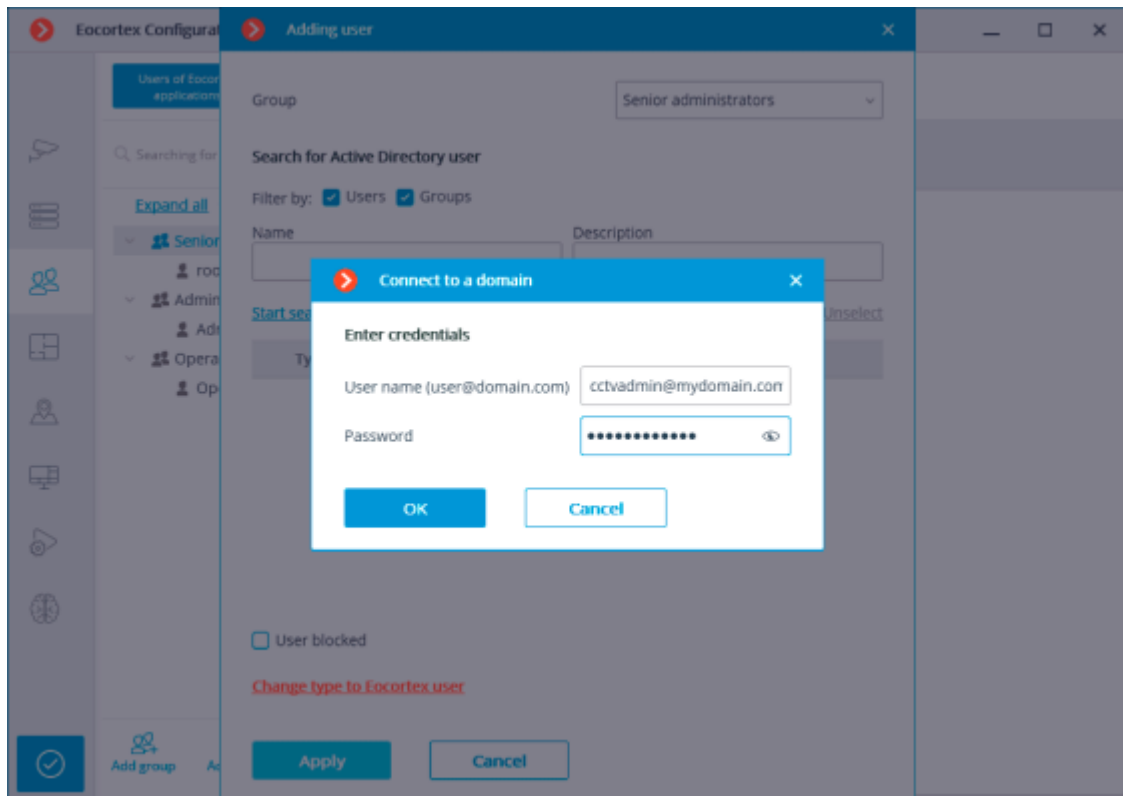 Eocortex Configurat
Adding user
Users of Eocor
applications
Group
Senior administrators
Searching for
Search for Active Directory user
Filter by: Users Groups
Expand all
Name Description
Senior
roo
Admin
Adr
Opera
Op
Start sea
Unselect
Ty
Connect to a domain
Enter credentials
User name (user@domain.com)
cctvadmin@mydomain.com
Password
••••••••••••
OK
Cancel
User blocked
Change type to Eocortex user
Add group
Ad
Apply
Cancel